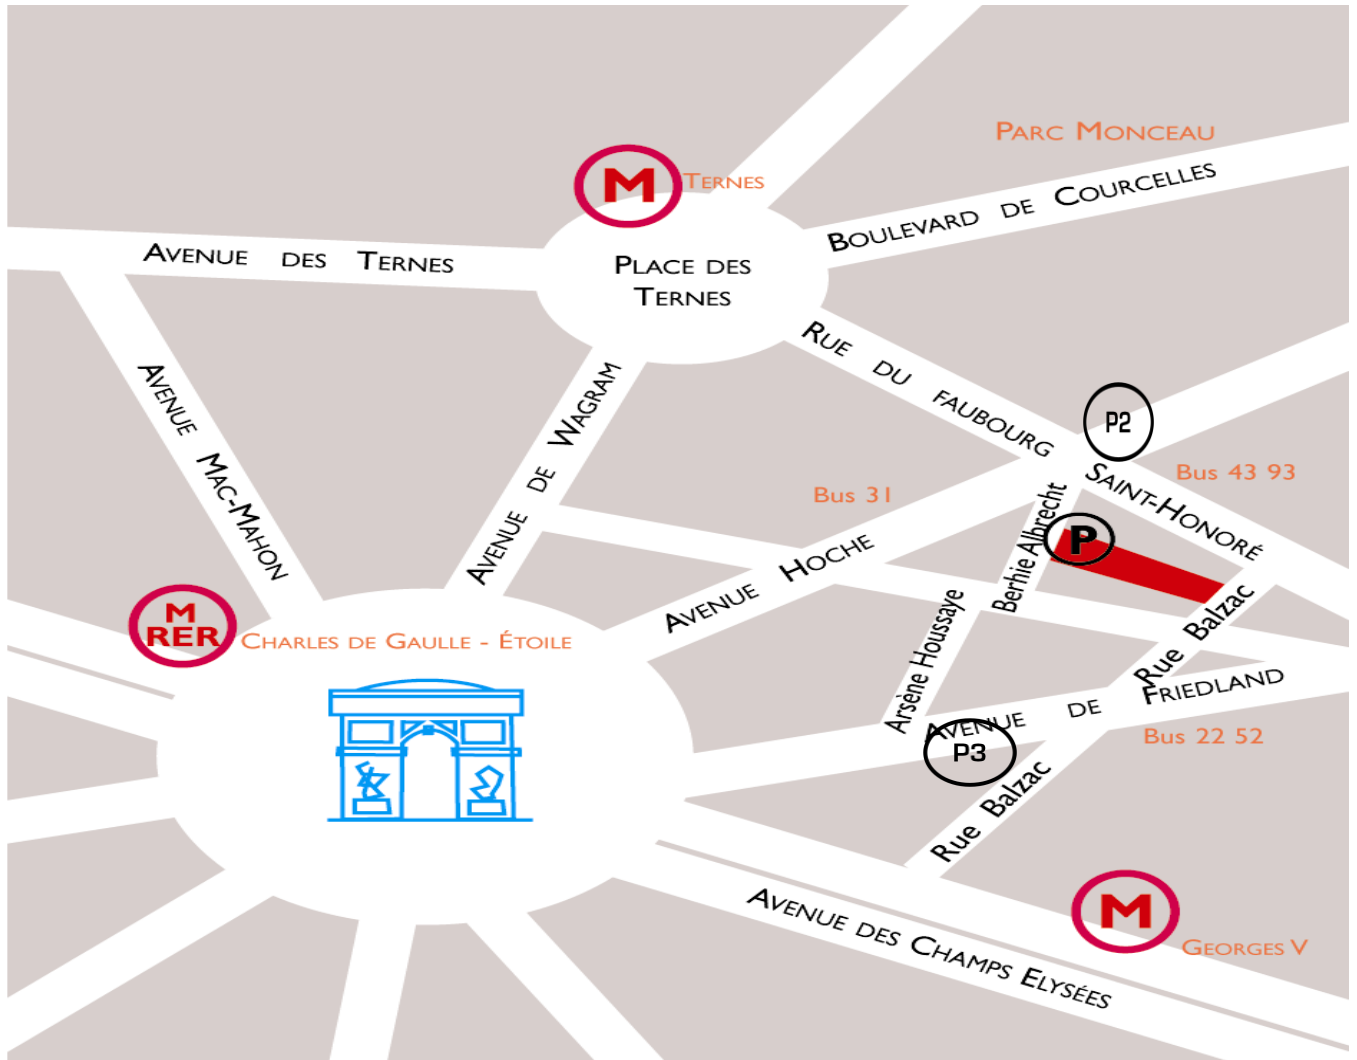 PARC MONCEAU
M
TERNES
BOULEVARD DE COURCELLES
AVENUE DES TERNES
PLACE DES
TERNES
RUE DU FAUBOURG SAINT-HONORÉ
AVENUE MAC-MAHON
AVENUE DE WAGRAM
P2
Bus 43 93
Bus 31
Berhie Albrecht
P
AVENUE HOCHE
M
RER
CHARLES DE GAULLE - ÉTOILE
Arsène Houssaye
Rue Balzac
AVENUE DE FRIEDLAND
Bus 22 52
P3
Rue Balzac
M
GEORGES V
AVENUE DES CHAMPS ELYSÉES